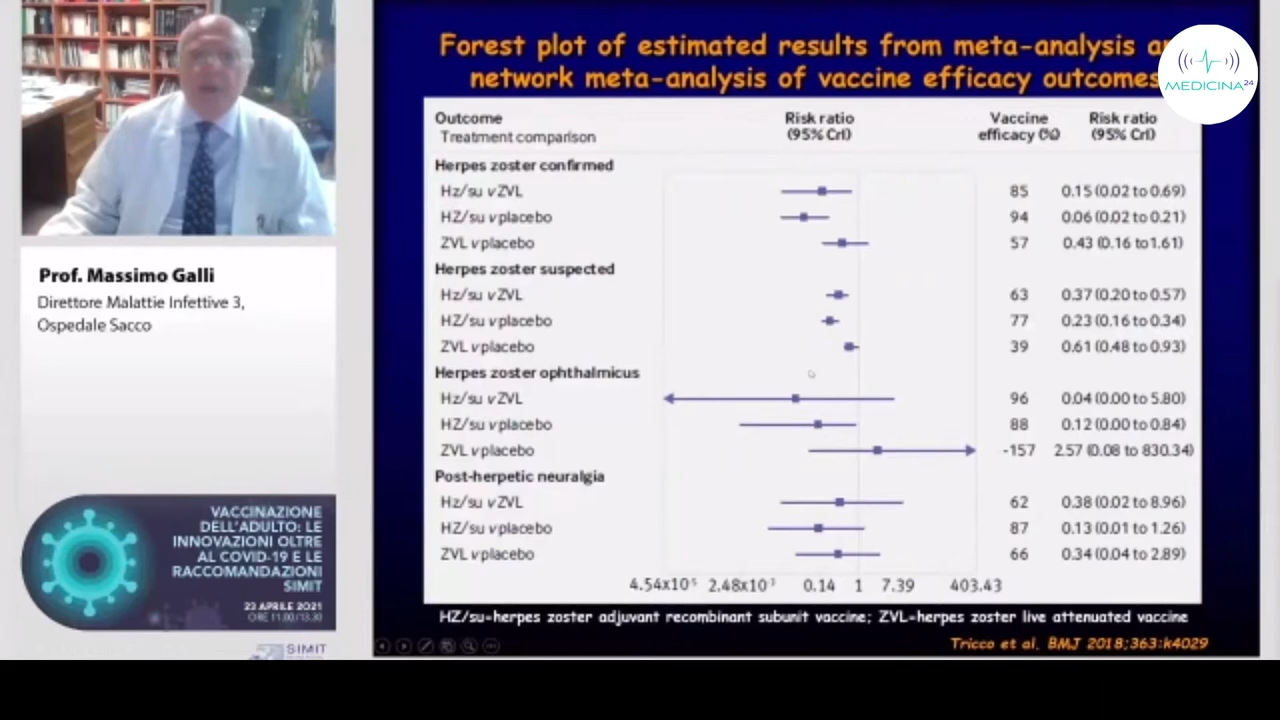 Forest plot of estimated results from meta-analysis
network meta-analysis of vaccine efficacy outcomes
MEDICINA24
Outcome
Treatment comparison
Risk ratio
(95% CrI)
Vaccine
efficacy (%)
Risk ratio
(95% CrI)
Herpes zoster confirmed
Hz/su v ZVL 85 0.15 (0.02 to 0.69)
HZ/su v placebo 94 0.06 (0.02 to 0.21)
ZVL v placebo 57 0.43 (0.16 to 1.61)
Herpes zoster suspected
Hz/su v ZVL 63 0.37 (0.20 to 0.57)
HZ/su v placebo 77 0.23 (0.16 to 0.34)
ZVL v placebo 39 0.61 (0.48 to 0.93)
Herpes zoster ophthalmicus
Hz/su v ZVL 96 0.04 (0.00 to 5.80)
HZ/su v placebo 88 0.12 (0.00 to 0.84)
ZVL v placebo -157 2.57 (0.08 to 830.34)
Post-herpetic neuralgia
Hz/su v ZVL 62 0.38 (0.02 to 8.96)
HZ/su v placebo 87 0.13 (0.01 to 1.26)
ZVL v placebo 66 0.34 (0.04 to 2.89)
0.14 1 7.39 403.43
HZ/su=herpes zoster adjuvant recombinant subunit vaccine; ZVL=herpes zoster live attenuated vaccine
Tricco et al. BMJ 2018;363:k4029
Prof. Massimo Galli
Direttore Malattie Infettive 3,
Ospedale Sacco
VACCINAZIONE
DELL'ADULTO: LE
INNOVAZIONI OLTRE
AL COVID-19 E LE
RACCOMANDAZIONI
SIMIT
23 APRILE 2021
ORE 11.00/13.30
SIMIT